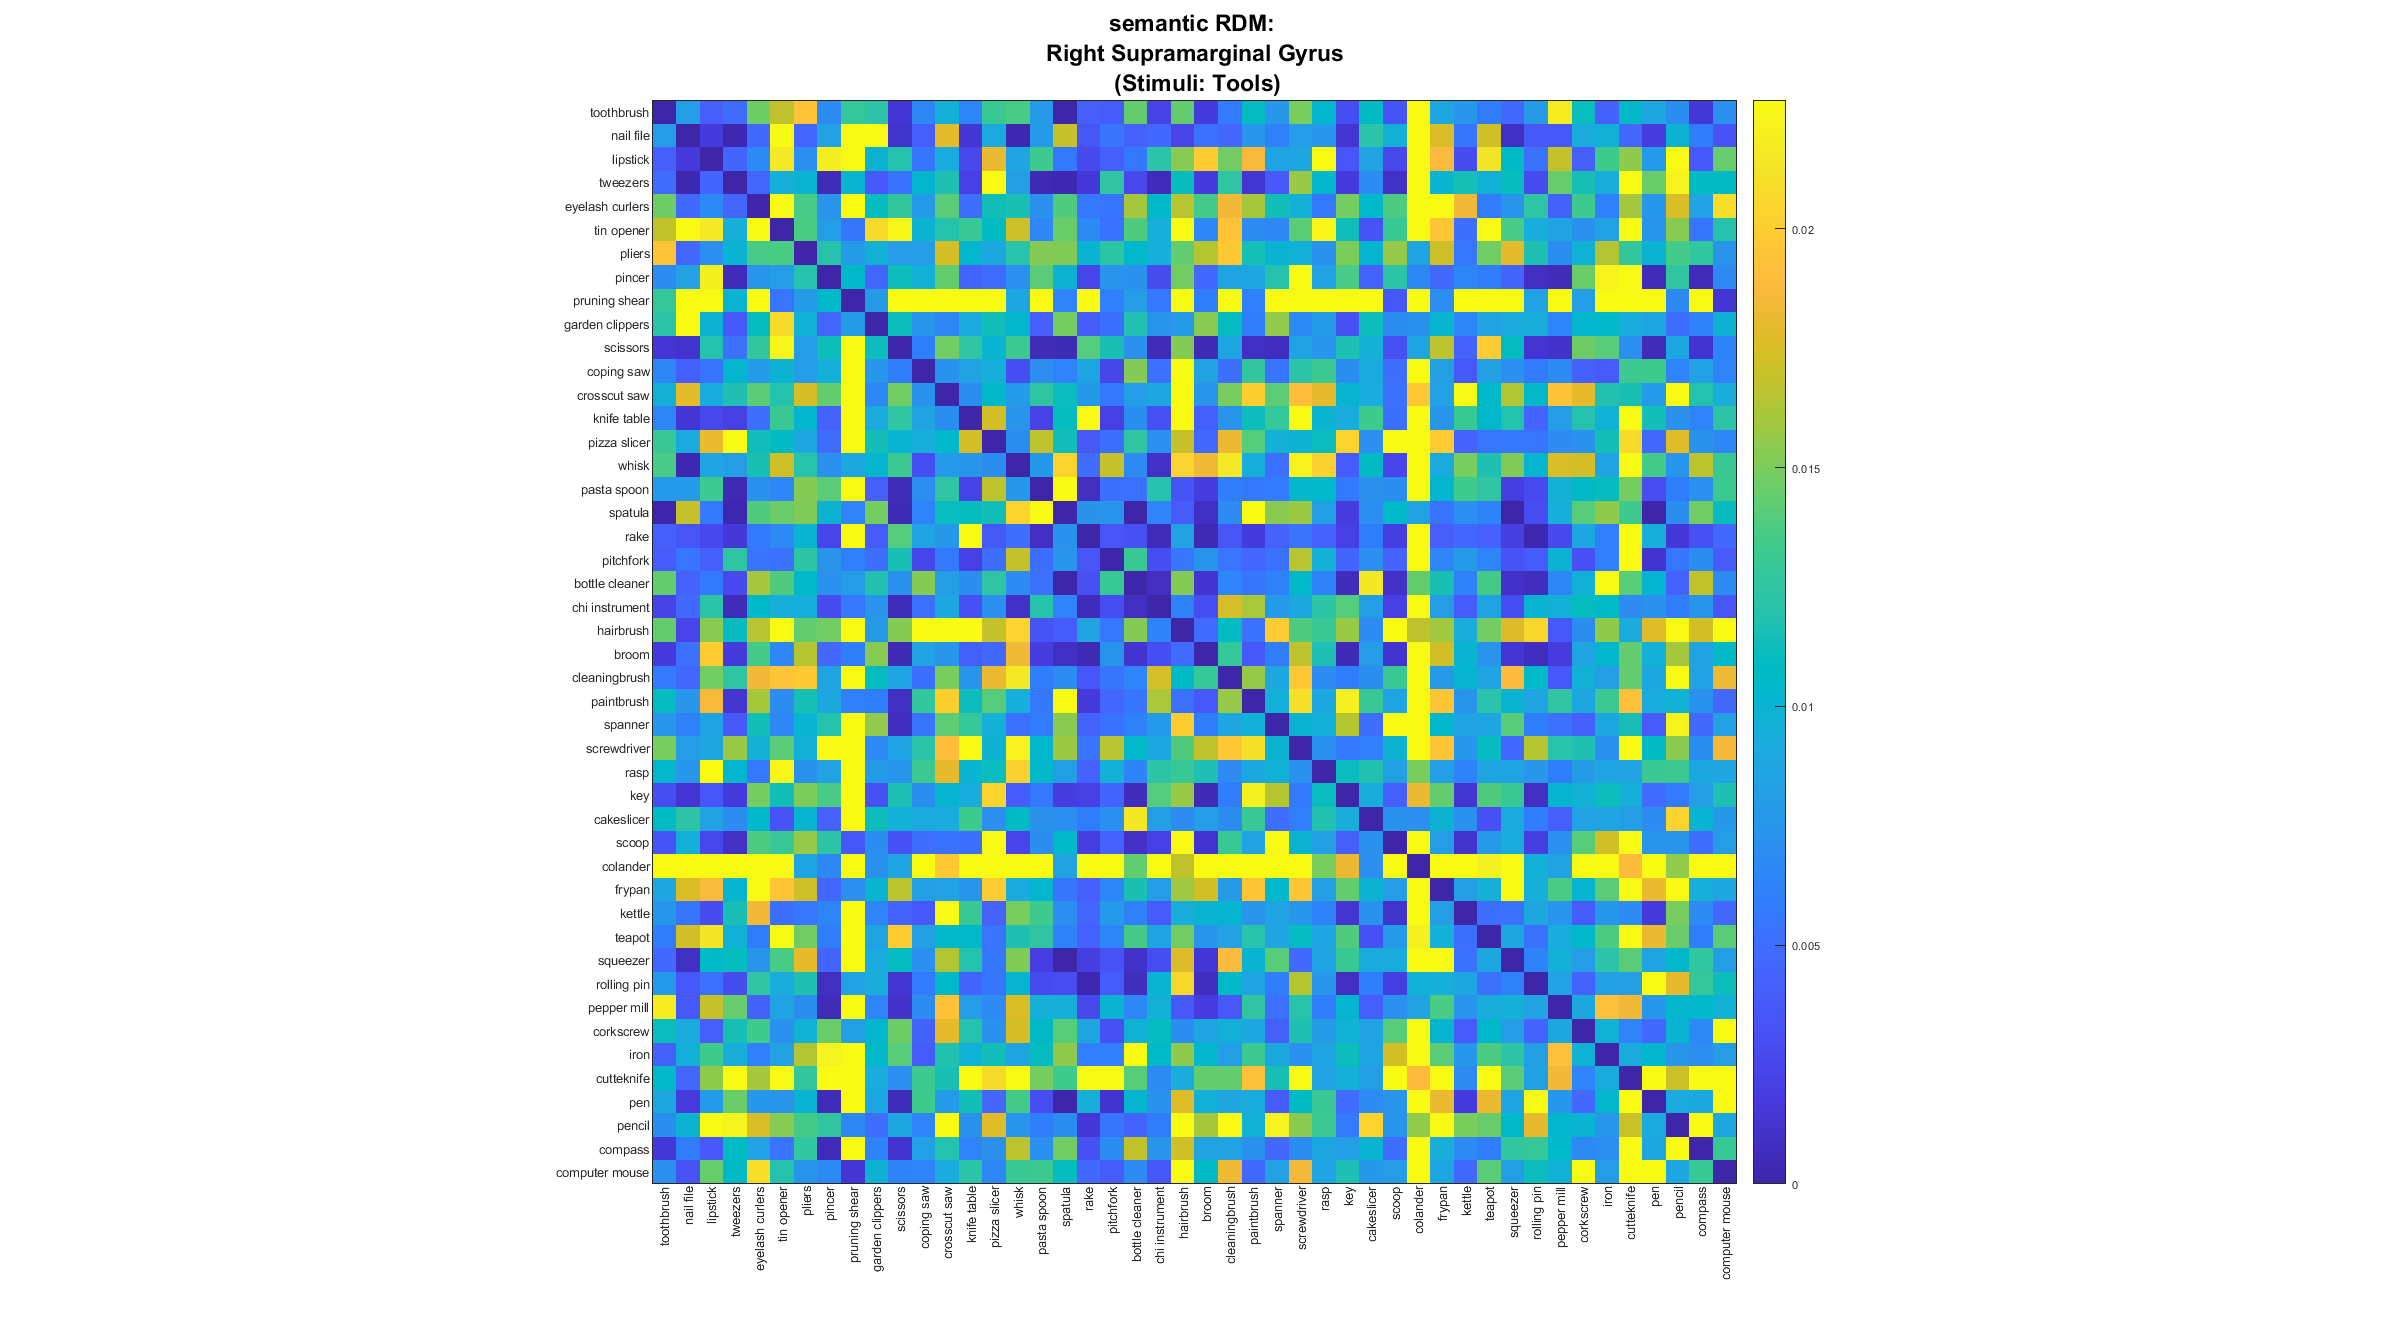 semantic RDM:
Right Supramarginal Gyrus
(Stimuli: Tools)
toothbrush
nail file
lipstick
tweezers
eyelash curlers
tin opener
pliers
pincer
pruning shear
garden clippers
scissors
coping saw
crosscut saw
knife table
pizza slicer
whisk
pasta spoon
spatula
rake
pitchfork
bottle cleaner
chi instrument
hairbrush
broom
cleaningbrush
paintbrush
spanner
screwdriver
rasp
key
cakeslicer
scoop
colander
frypan
kettle
teapot
squeezer
rolling pin
pepper mill
corkscrew
iron
cutteknife
pen
pencil
compass
computer mouse
toothbrush
nail file
lipstick
tweezers
eyelash curlers
tin opener
pliers
pincer
pruning shear
garden clippers
scissors
coping saw
crosscut saw
knife table
pizza slicer
whisk
pasta spoon
spatula
rake
pitchfork
bottle cleaner
chi instrument
hairbrush
broom
cleaningbrush
paintbrush
spanner
screwdriver
rasp
key
cakeslicer
scoop
colander
frypan
kettle
teapot
squeezer
rolling pin
pepper mill
corkscrew
iron
cutteknife
pen
pencil
compass
computer mouse
0.02
0.015
0.01
0.005
0